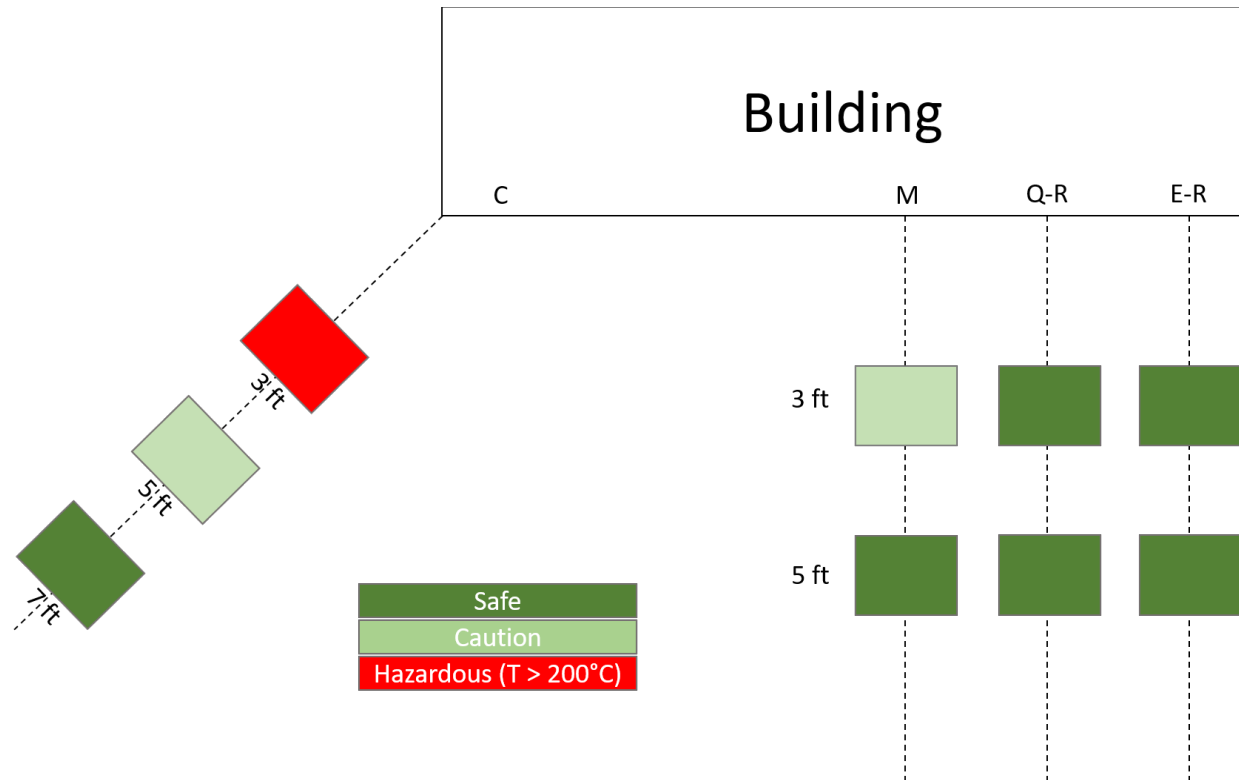 Building
C
M
Q-R
E-R
3 ft
5 ft
7 ft
3 ft
5 ft
Safe
Caution
Hazardous (T > 200°C)